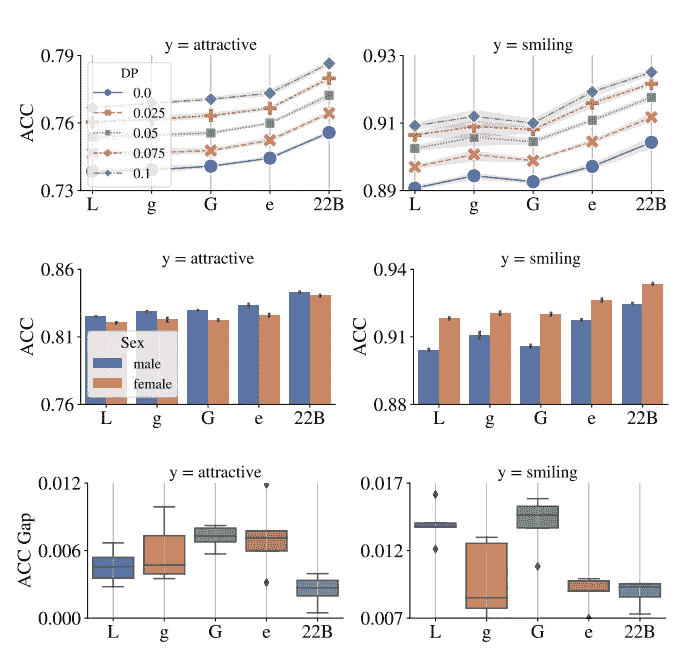 y = attractive
y = smiling
0.79
0.76
0.73
ACC
DP
0.0
0.025
0.05
0.075
0.1
L g G e 22B
0.93
0.91
0.89
L g G e 22B
y = attractive
y = smiling
0.86
0.81
0.76
ACC
Sex
male
female
L g G e 22B
0.94
0.91
0.88
ACC
L g G e 22B
y = attractive
y = smiling
0.012
0.006
0.000
ACC Gap
L g G e 22B
0.017
0.012
0.007
L g G e 22B